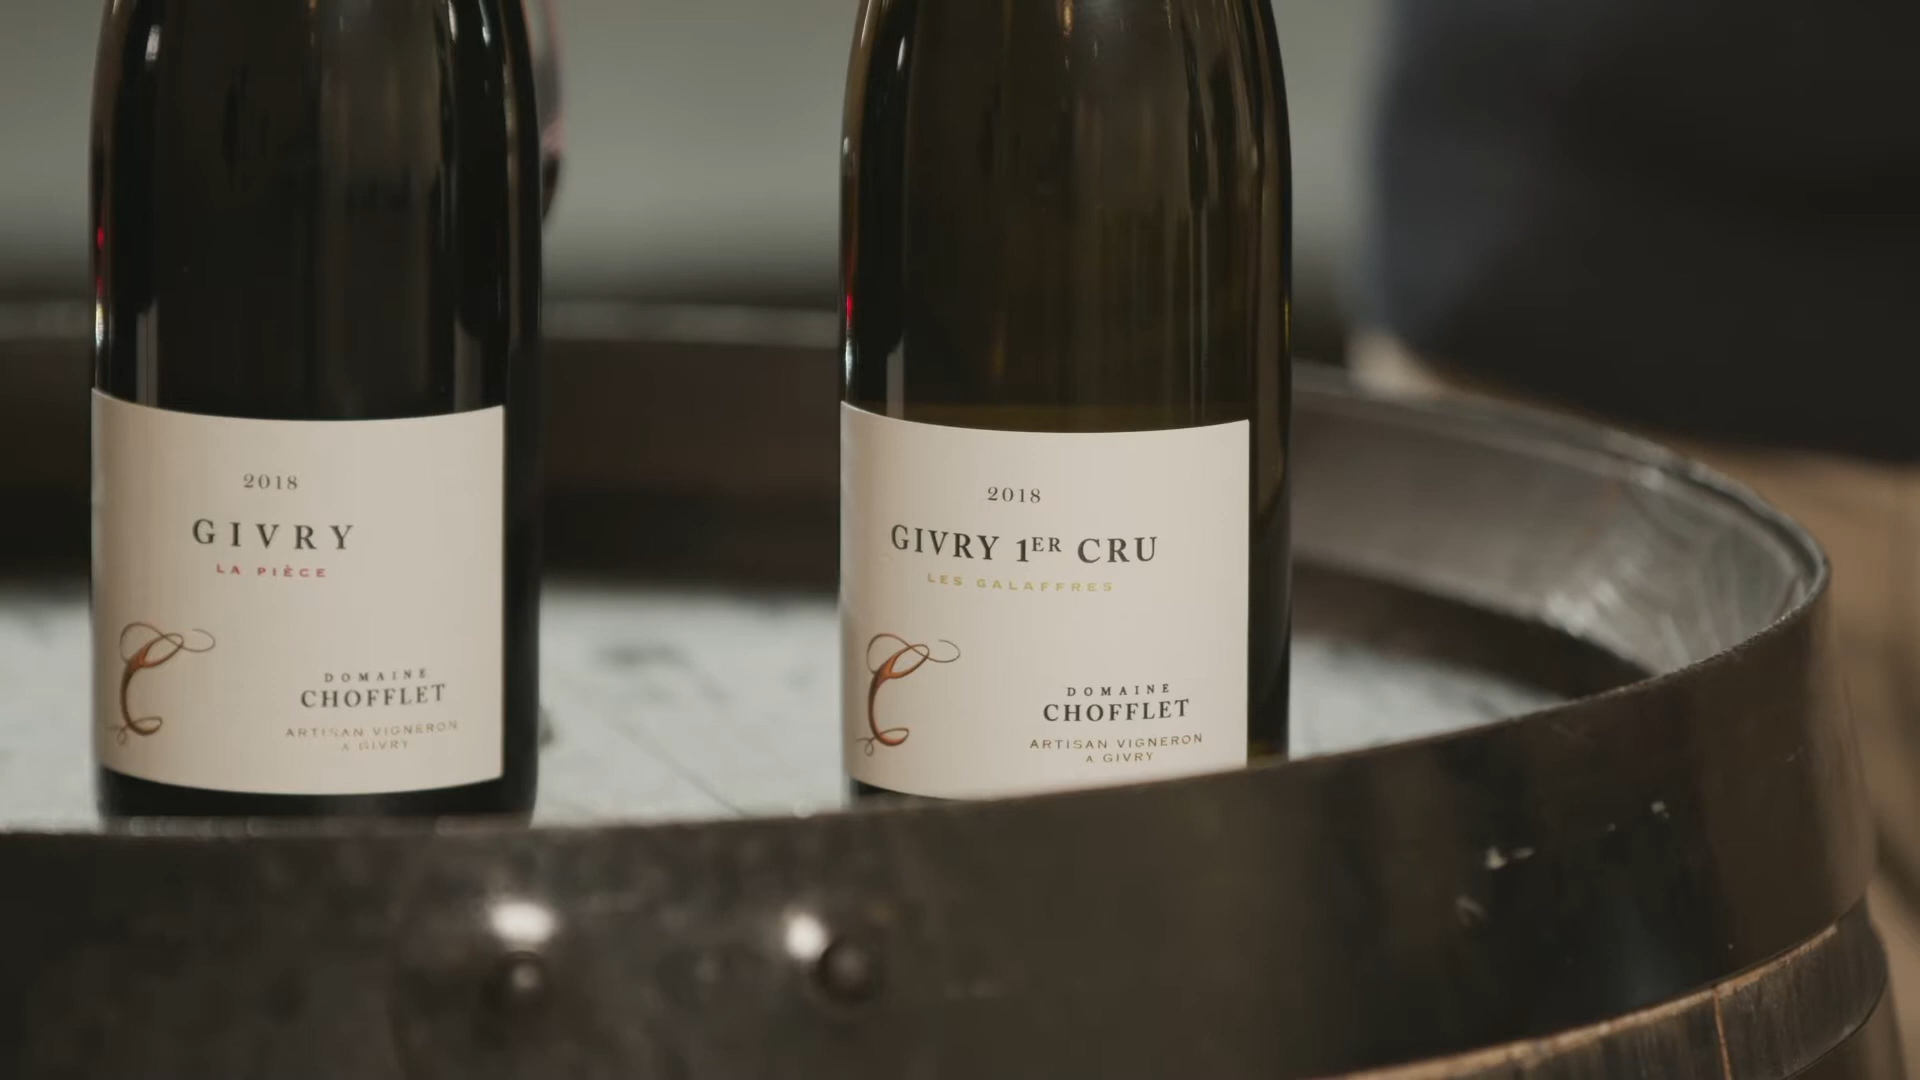 2018
GIVRY
LA PIÈCE
DOMAINE
CHOFFLET
ARTISAN VIGNERON
A GIVRY
2018
GIVRY 1ER CRU
LES GALAFFRES
DOMAINE
CHOFFLET
ARTISAN VIGNERON
A GIVRY